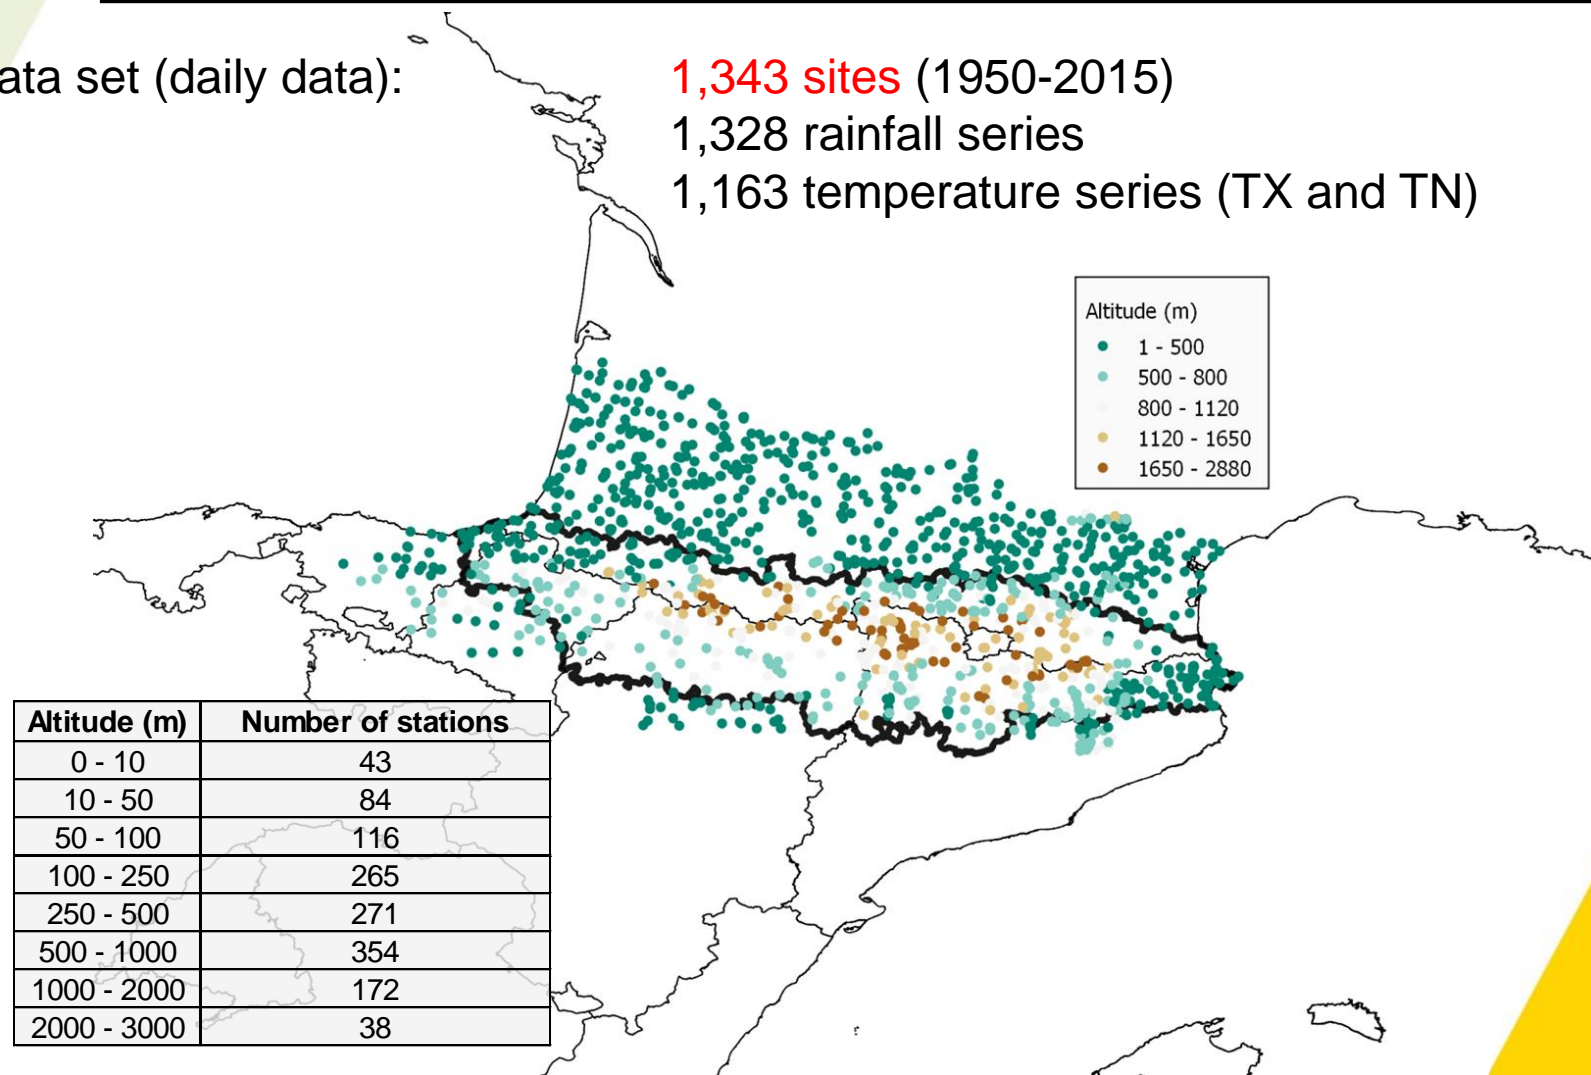 ata set (daily data):
1,343 sites (1950-2015)
1,328 rainfall series
1,163 temperature series (TX and TN)
Altitude (m)
1 - 500
500 - 800
800 - 1120
1120 - 1650
1650 - 2880
Altitude (m) Number of stations
0 - 10 43
10 - 50 84
50 - 100 116
100 - 250 265
250 - 500 271
500 - 1000 354
1000 - 2000 172
2000 - 3000 38